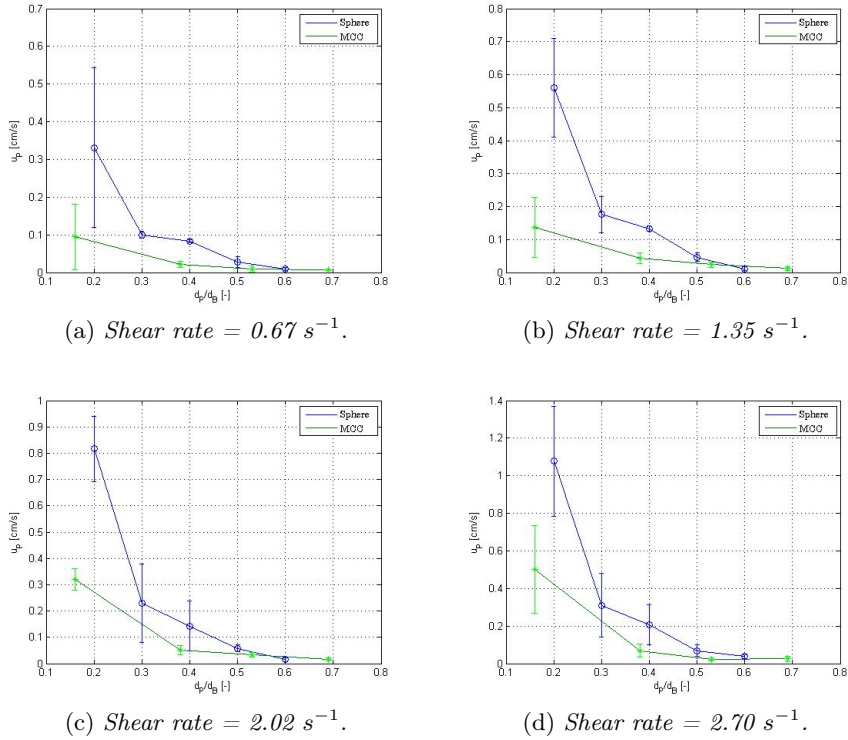 0.7
0.6
0.5
0.4
0.3
0.2
0.1
0
u_p [cm/s]
Sphere
MCC
0.1 0.2 0.3 0.4 0.5 0.6 0.7 0.8
d_p/d_B [-]
(a) Shear rate = 0.67 s⁻¹.
0.8
0.7
0.6
0.5
0.4
0.3
0.2
0.1
0
u_p [cm/s]
Sphere
MCC
0.1 0.2 0.3 0.4 0.5 0.6 0.7 0.8
d_p/d_B [-]
(b) Shear rate = 1.35 s⁻¹.
1
0.9
0.8
0.7
0.6
0.5
0.4
0.3
0.2
0.1
0
u_p [cm/s]
Sphere
MCC
0.1 0.2 0.3 0.4 0.5 0.6 0.7 0.8
d_p/d_B [-]
(c) Shear rate = 2.02 s⁻¹.
1.4
1.2
1
0.8
0.6
0.4
0.2
0
u_p [cm/s]
Sphere
MCC
0.1 0.2 0.3 0.4 0.5 0.6 0.7 0.8
d_p/d_B [-]
(d) Shear rate = 2.70 s⁻¹.